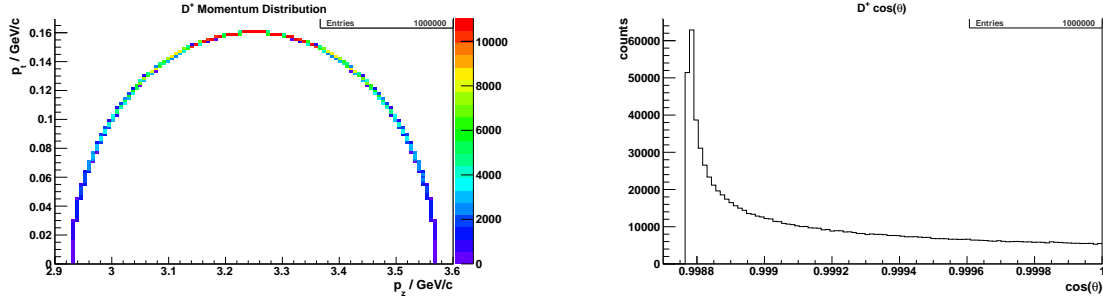 D⁺ Momentum Distribution
Entries 1000000
p_t / GeV/c
0.16
0.14
0.12
0.1
0.08
0.06
0.04
0.02
0
2.9 3 3.1 3.2 3.3 3.4 3.5 3.6
p_z / GeV/c
10000
8000
6000
4000
2000
0
D⁺ cos(θ)
Entries 1000000
counts
60000
50000
40000
30000
20000
10000
0
0.9988 0.999 0.9992 0.9994 0.9996 0.9998 1
cos(θ)